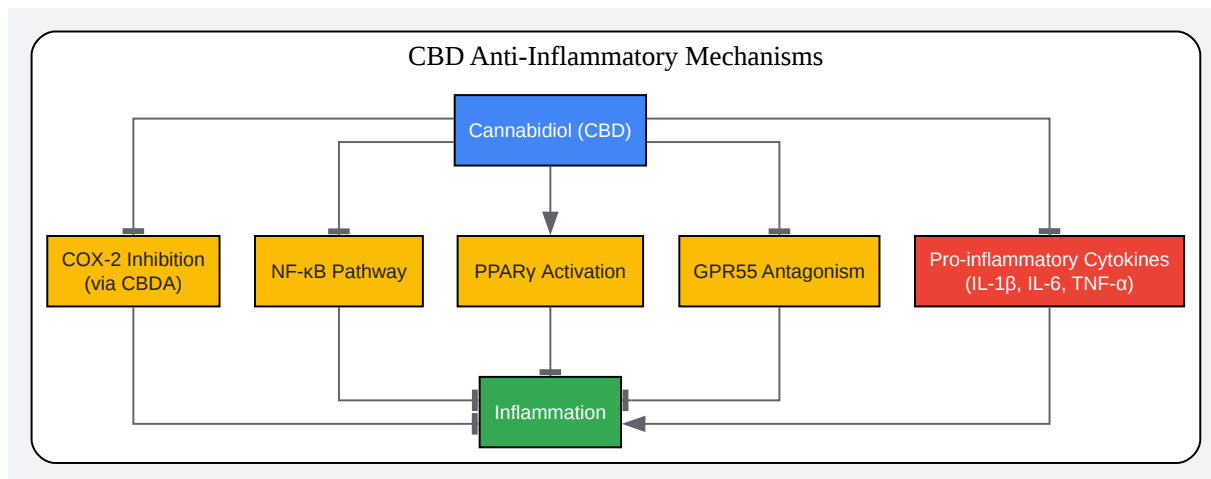 CBD Anti-Inflammatory Mechanisms
Cannabidiol (CBD)
COX-2 Inhibition
(via CBDA)
NF-κB Pathway
PPARγ Activation
GPR55 Antagonism
Pro-inflammatory Cytokines
(IL-1β, IL-6, TNF-α)
Inflammation